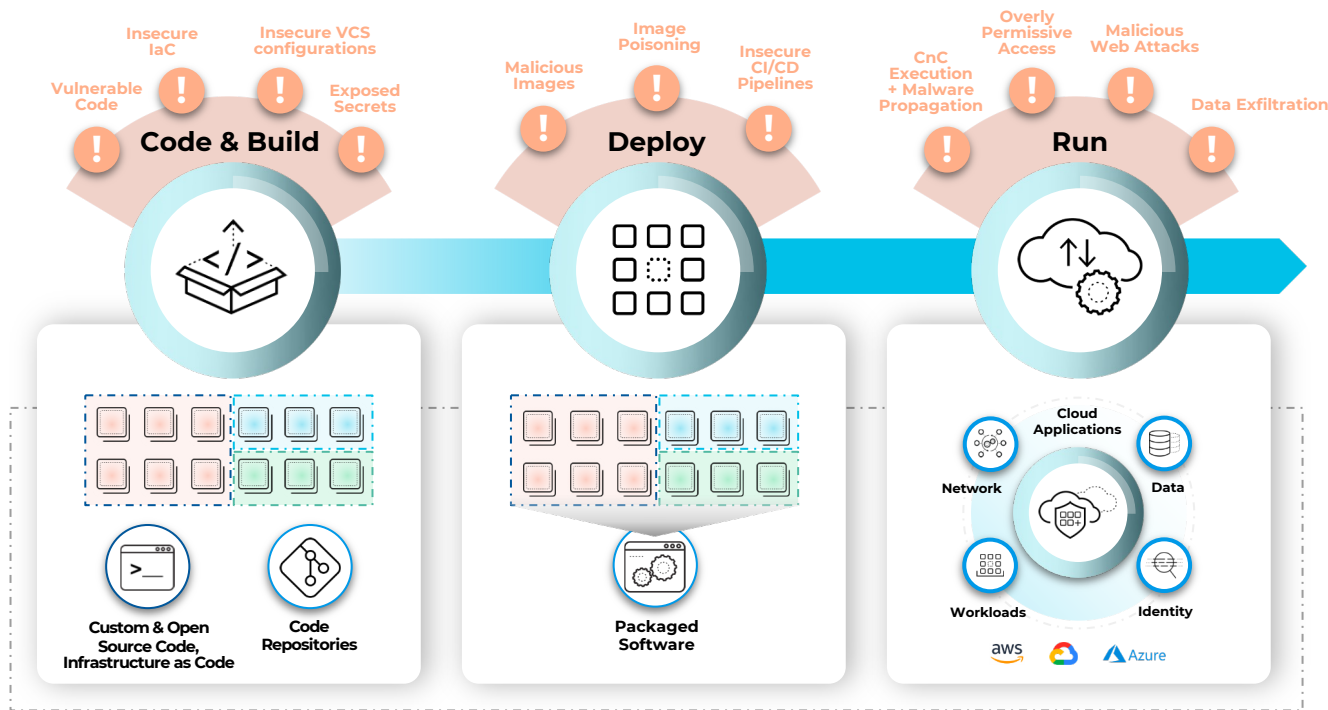 Insecure
IaC
Insecure VCS
configurations
Vulnerable
Code
Exposed
Secrets
Code & Build
Image
Poisoning
Malicious
Images
Insecure
CI/CD
Pipelines
Deploy
Overly
Permissive
Access
Malicious
Web Attacks
CnC
Execution
+ Malware
Propagation
Data Exfiltration
Run
Custom & Open
Source Code,
Infrastructure as Code
Code
Repositories
Packaged
Software
Cloud
Applications
Network
Data
Workloads
Identity
aws
Azure